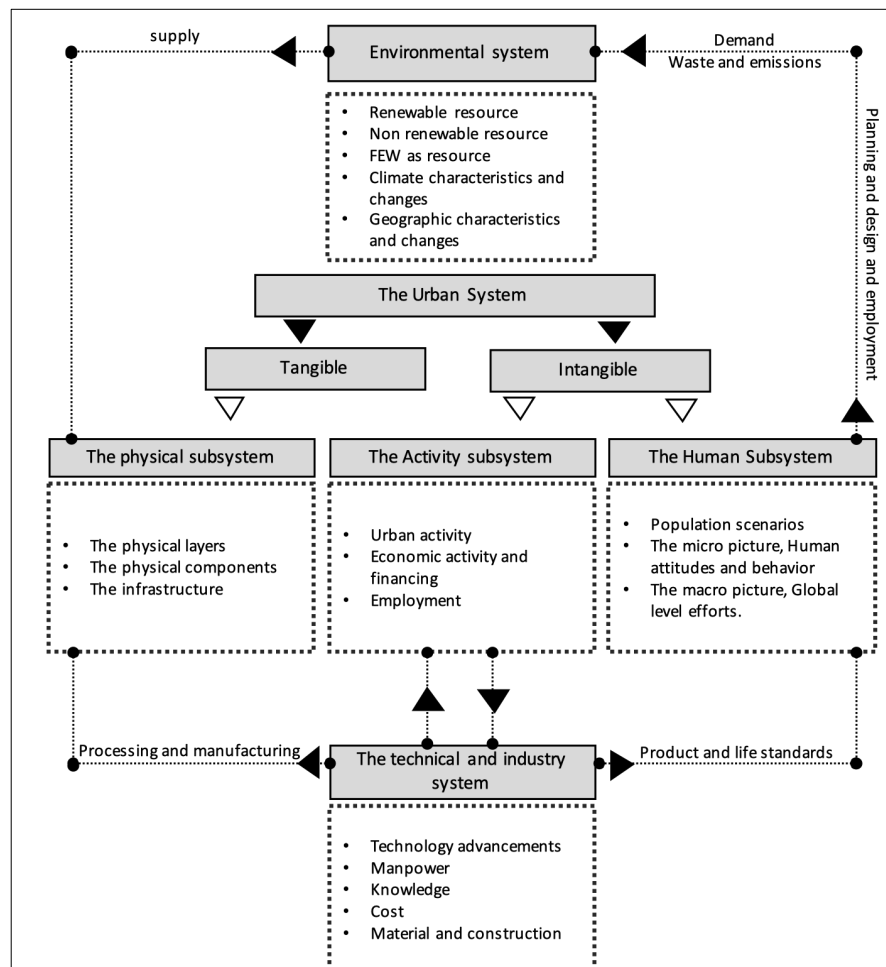 supply
Environmental system
Demand
Waste and emissions
• Renewable resource
• Non renewable resource
• FEW as resource
• Climate characteristics and
changes
• Geographic characteristics
and changes
Planning and design and employment
The Urban System
Tangible
Intangible
The physical subsystem
The Activity subsystem
The Human Subsystem
• The physical layers
• The physical components
• The infrastructure
• Urban activity
• Economic activity and
financing
• Employment
• Population scenarios
• The micro picture, Human
attitudes and behavior
• The macro picture, Global
level efforts.
Processing and manufacturing
The technical and industry
system
Product and life standards
• Technology advancements
• Manpower
• Knowledge
• Cost
• Material and construction